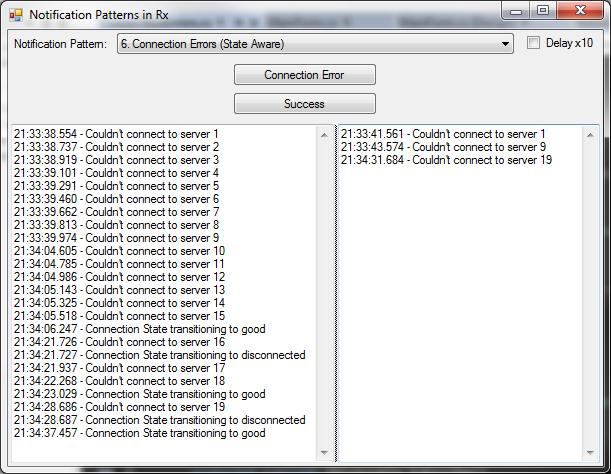 Notification Patterns in Rx
Notification Pattern: 6. Connection Errors (State Aware) Delay x10
Connection Error
Success
21:33:38.554 - Couldn't connect to server 1
21:33:38.737 - Couldn't connect to server 2
21:33:38.919 - Couldn't connect to server 3
21:33:39.101 - Couldn't connect to server 4
21:33:39.291 - Couldn't connect to server 5
21:33:39.460 - Couldn't connect to server 6
21:33:39.662 - Couldn't connect to server 7
21:33:39.813 - Couldn't connect to server 8
21:33:39.974 - Couldn't connect to server 9
21:34:04.605 - Couldn't connect to server 10
21:34:04.785 - Couldn't connect to server 11
21:34:04.986 - Couldn't connect to server 12
21:34:05.143 - Couldn't connect to server 13
21:34:05.325 - Couldn't connect to server 14
21:34:05.518 - Couldn't connect to server 15
21:34:06.247 - Connection State transitioning to good
21:34:21.726 - Couldn't connect to server 16
21:34:21.727 - Connection State transitioning to disconnected
21:34:21.937 - Couldn't connect to server 17
21:34:22.268 - Couldn't connect to server 18
21:34:23.029 - Connection State transitioning to good
21:34:28.686 - Couldn't connect to server 19
21:34:28.687 - Connection State transitioning to disconnected
21:34:37.457 - Connection State transitioning to good
21:33:41.561 - Couldn't connect to server 1
21:33:43.574 - Couldn't connect to server 9
21:34:31.684 - Couldn't connect to server 19